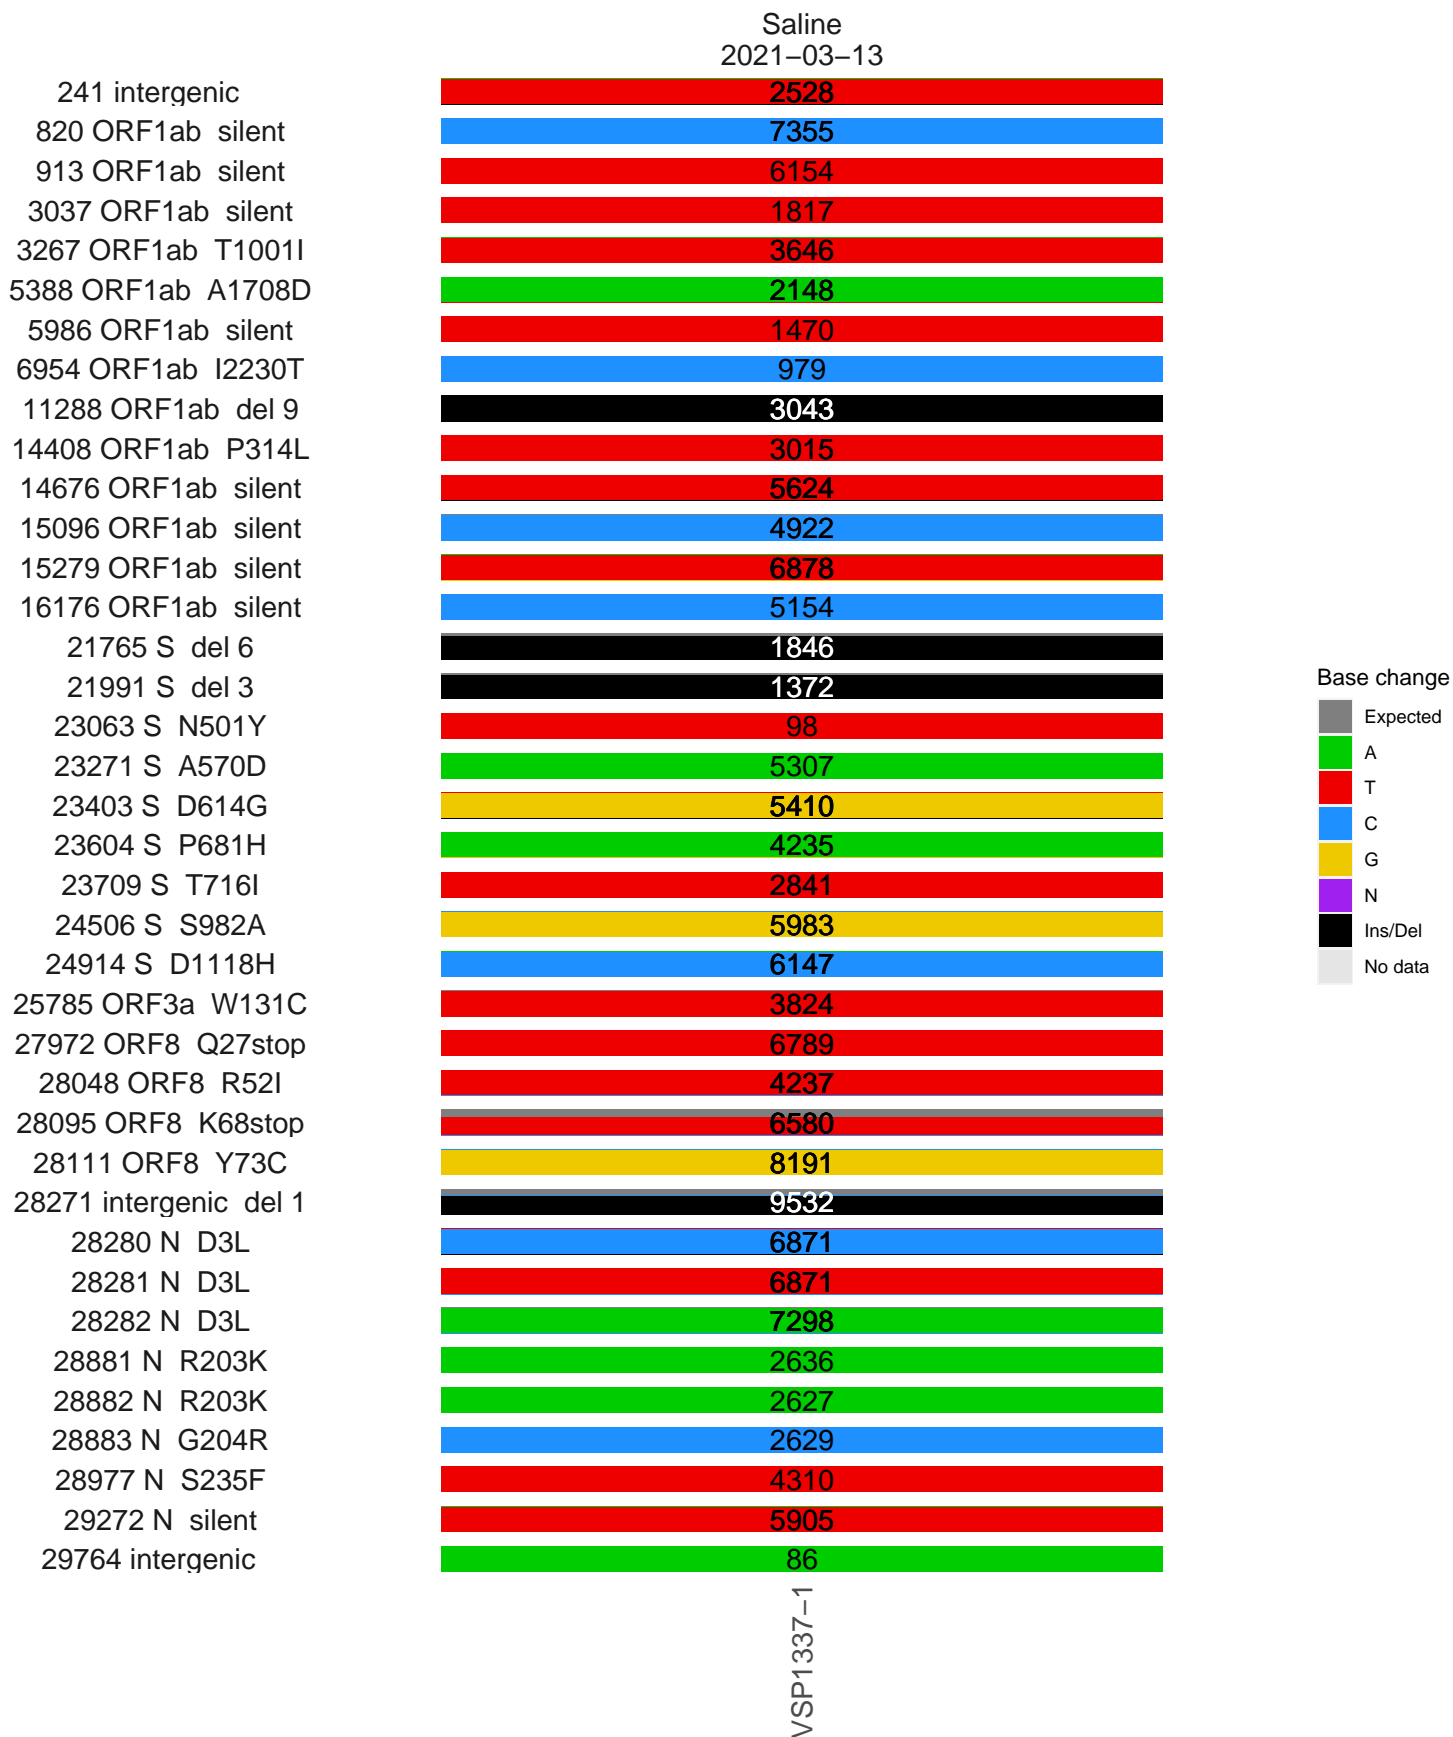 Saline
2021−03−13
241 intergenic 2528
820 ORF1ab silent 7355
913 ORF1ab silent 6154
3037 ORF1ab silent 1817
3267 ORF1ab T1001I 3646
5388 ORF1ab A1708D 2148
5986 ORF1ab silent 1470
6954 ORF1ab I2230T 979
11288 ORF1ab del 9 3043
14408 ORF1ab P314L 3015
14676 ORF1ab silent 5624
15096 ORF1ab silent 4922
15279 ORF1ab silent 6878
16176 ORF1ab silent 5154
21765 S del 6 1846
21991 S del 3 1372
23063 S N501Y 98
23271 S A570D 5307
23403 S D614G 5410
23604 S P681H 4235
23709 S T716I 2841
24506 S S982A 5983
24914 S D1118H 6147
25785 ORF3a W131C 3824
27972 ORF8 Q27stop 6789
28048 ORF8 R52I 4237
28095 ORF8 K68stop 6580
28111 ORF8 Y73C 8191
28271 intergenic del 1 9532
28280 N D3L 6871
28281 N D3L 6871
28282 N D3L 7298
28881 N R203K 2636
28882 N R203K 2627
28883 N G204R 2629
28977 N S235F 4310
29272 N silent 5905
29764 intergenic 86
VSP1337−1
Base change
Expected
A
T
C
G
N
Ins/Del
No data